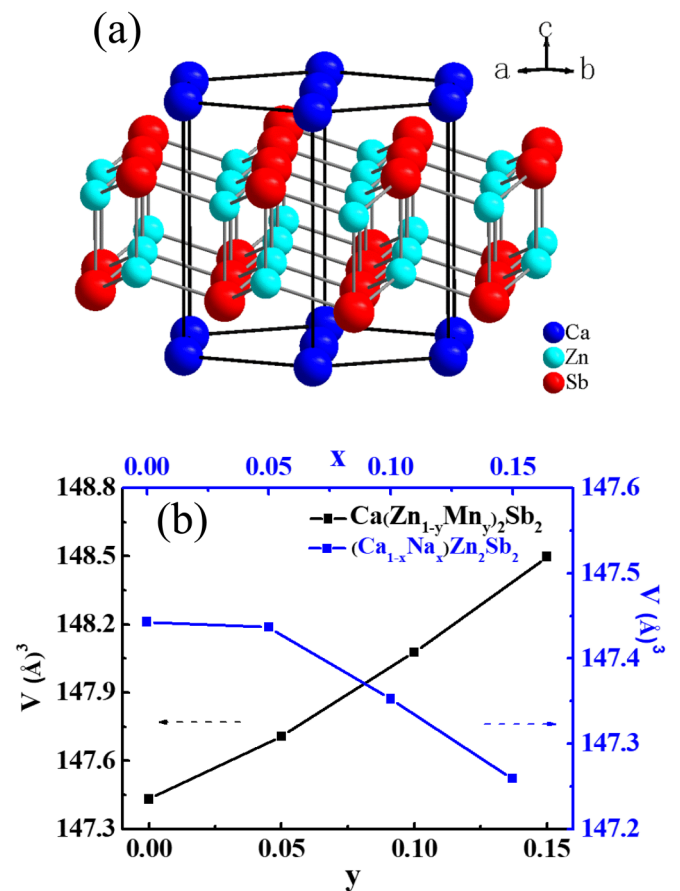 (a)
c
a b
Ca
Zn
Sb
x
0.00 0.05 0.10 0.15
148.8 147.6
(b)
Ca(Zn1-yMny)2Sb2
(Ca1-xNax)Zn2Sb2
148.5 147.5
148.2
147.4
147.9
147.6 147.3
147.3 147.2
V (Å)3
V (Å)3
0.00 0.05 0.10 0.15
y